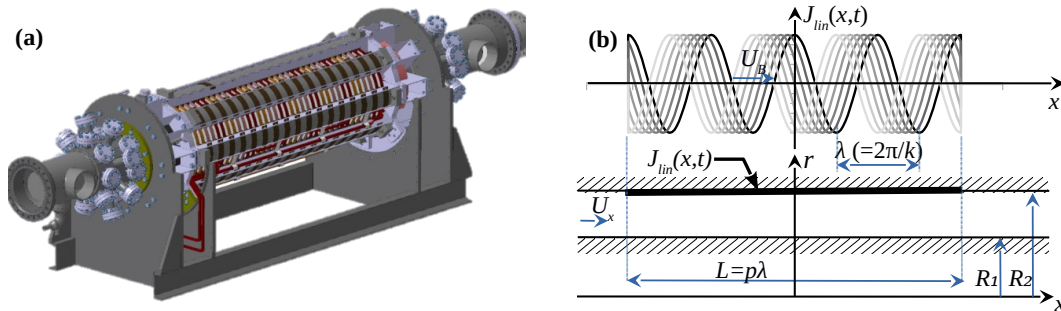 (a)
(b)
J_lin(x,t)
U_B
x
λ (=2π/k)
J_lin(x,t)
r
U_x
L=pλ
R₁
R₂
x